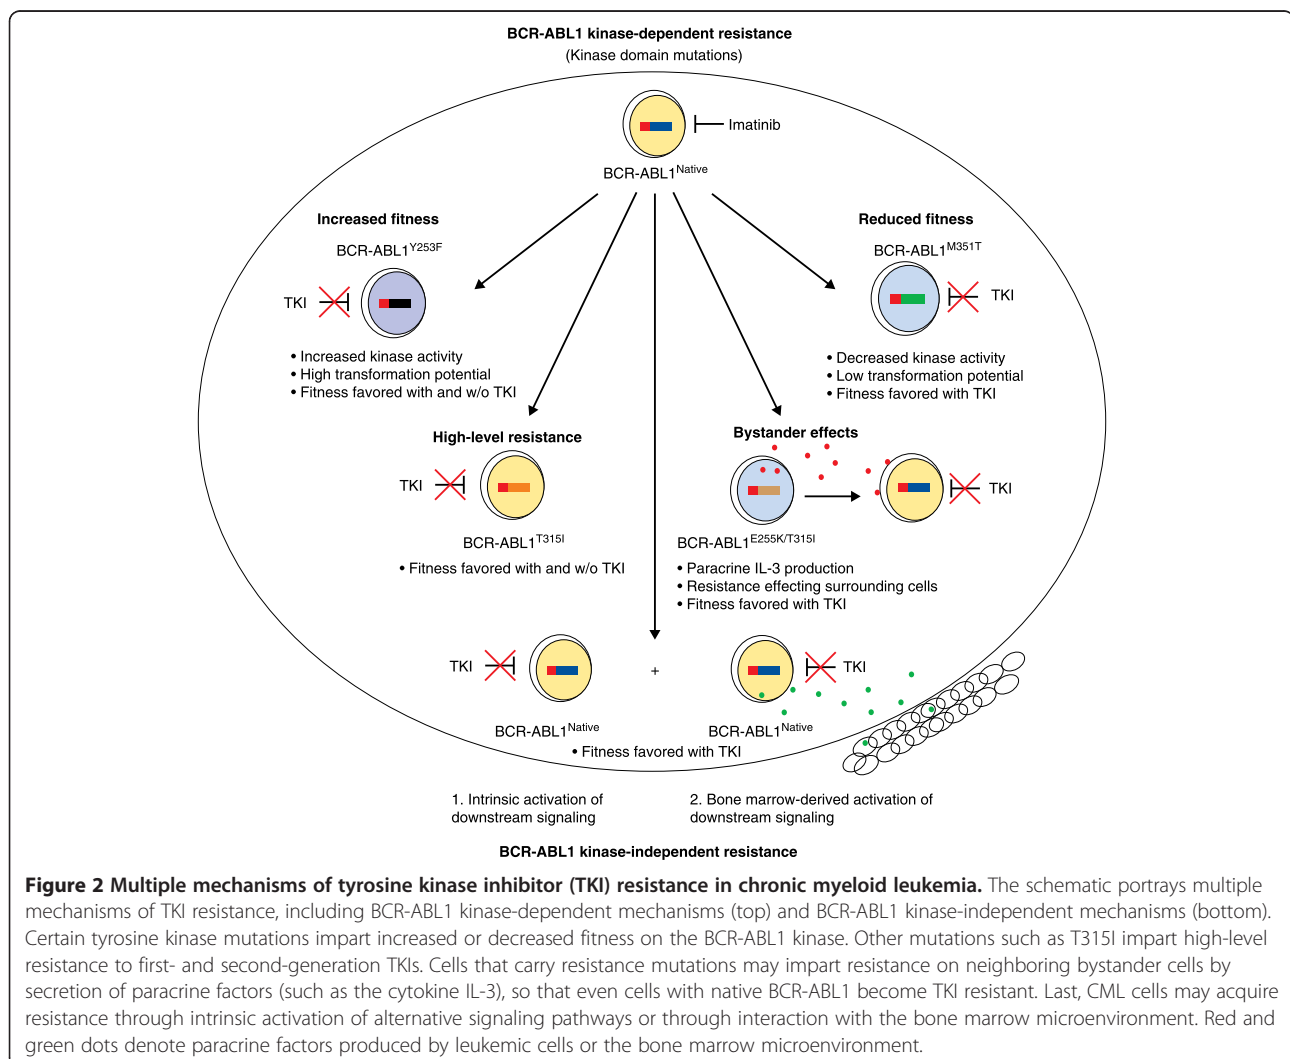 BCR-ABL1 kinase-dependent resistance
(Kinase domain mutations)
Imatinib
BCR-ABL1Native
Increased fitness
BCR-ABL1Y253F
TKI
• Increased kinase activity
• High transformation potential
• Fitness favored with and w/o TKI
Reduced fitness
BCR-ABL1M351T
TKI
• Decreased kinase activity
• Low transformation potential
• Fitness favored with TKI
High-level resistance
TKI
BCR-ABL1T315I
• Fitness favored with and w/o TKI
Bystander effects
TKI
BCR-ABL1E255K/T315I
• Paracrine IL-3 production
• Resistance effecting surrounding cells
• Fitness favored with TKI
TKI
+
TKI
BCR-ABL1Native
BCR-ABL1Native
• Fitness favored with TKI
1. Intrinsic activation of
downstream signaling
2. Bone marrow-derived activation of
downstream signaling
BCR-ABL1 kinase-independent resistance
Figure 2 Multiple mechanisms of tyrosine kinase inhibitor (TKI) resistance in chronic myeloid leukemia. The schematic portrays multiple
mechanisms of TKI resistance, including BCR-ABL1 kinase-dependent mechanisms (top) and BCR-ABL1 kinase-independent mechanisms (bottom).
Certain tyrosine kinase mutations impart increased or decreased fitness on the BCR-ABL1 kinase. Other mutations such as T315I impart high-level
resistance to first- and second-generation TKIs. Cells that carry resistance mutations may impart resistance on neighboring bystander cells by
secretion of paracrine factors (such as the cytokine IL-3), so that even cells with native BCR-ABL1 become TKI resistant. Last, CML cells may acquire
resistance through intrinsic activation of alternative signaling pathways or through interaction with the bone marrow microenvironment. Red and
green dots denote paracrine factors produced by leukemic cells or the bone marrow microenvironment.